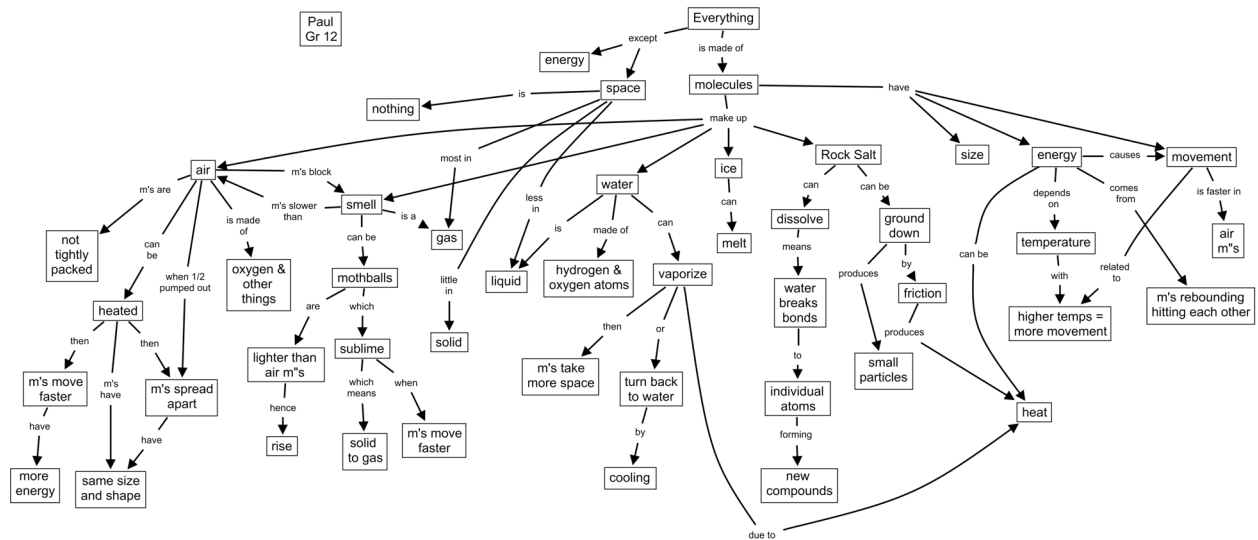 Paul
Gr 12
Everything
except
is made of
energy
space
molecules
have
is
nothing
make up
most in
less
in
little
in
air
m's block
smell
m's slower
than
is a
gas
m's are
not
tightly
packed
can
be
when 1/2
pumped out
is made
of
oxygen &
other
things
heated
then
m's
have
then
m's move
faster
m's spread
apart
have
have
more
energy
same size
and shape
can be
mothballs
are
which
lighter than
air m"s
hence
rise
sublime
which
means
when
solid
to gas
m's move
faster
solid
water
is
made of
can
liquid
hydrogen &
oxygen atoms
vaporize
then
or
m's take
more space
turn back
to water
by
cooling
due to
ice
can
melt
Rock Salt
can
can be
dissolve
means
water
breaks
bonds
to
individual
atoms
forming
new
compounds
ground
down
produces
by
friction
produces
small
particles
heat
size
energy
causes
movement
can be
depends
on
comes
from
temperature
with
higher temps =
more movement
related
to
is faster in
air
m"s
m's rebounding
hitting each other